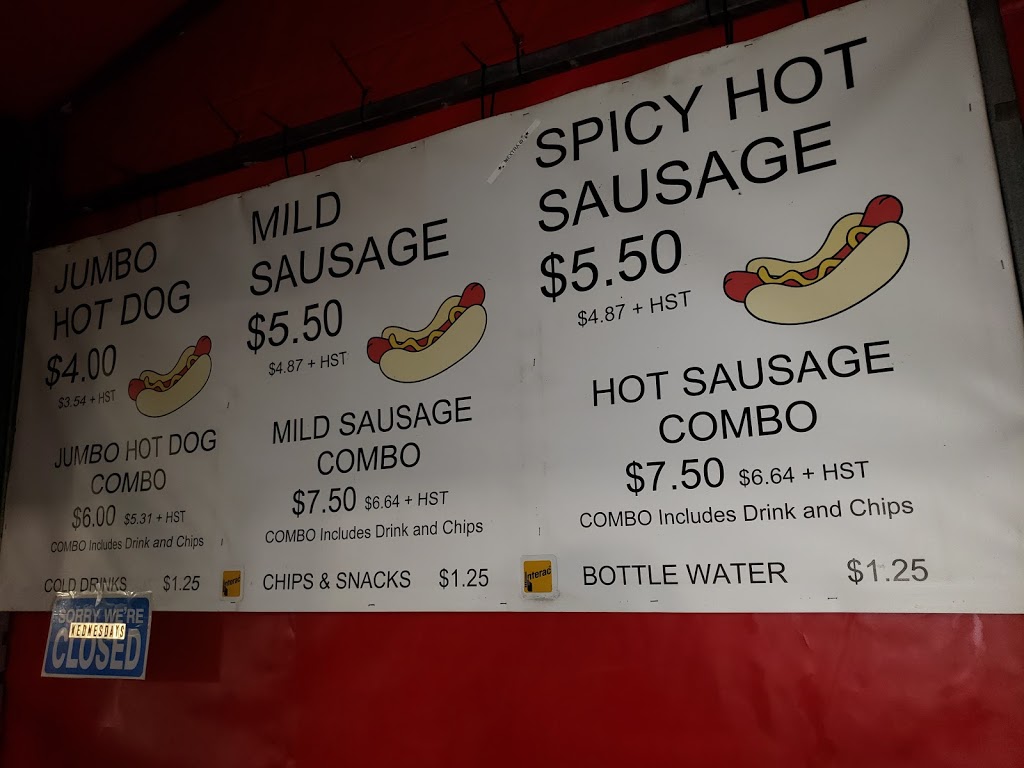 JUMBO
HOT DOG
$4.00
$3.54 + HST
JUMBO HOT DOG
COMBO
$6.00 $5.31 + HST
COMBO Includes Drink and Chips
COLD DRINKS $1.25
SORRY WE'RE
WEDNESDAYS
CLOSED
MILD
SAUSAGE
$5.50
$4.87 + HST
MILD SAUSAGE
COMBO
$7.50 $6.64 + HST
COMBO Includes Drink and Chips
Interac
CHIPS & SNACKS $1.25
SPICY HOT
SAUSAGE
$5.50
$4.87 + HST
HOT SAUSAGE
COMBO
$7.50 $6.64 + HST
COMBO Includes Drink and Chips
Interac
BOTTLE WATER $1.25